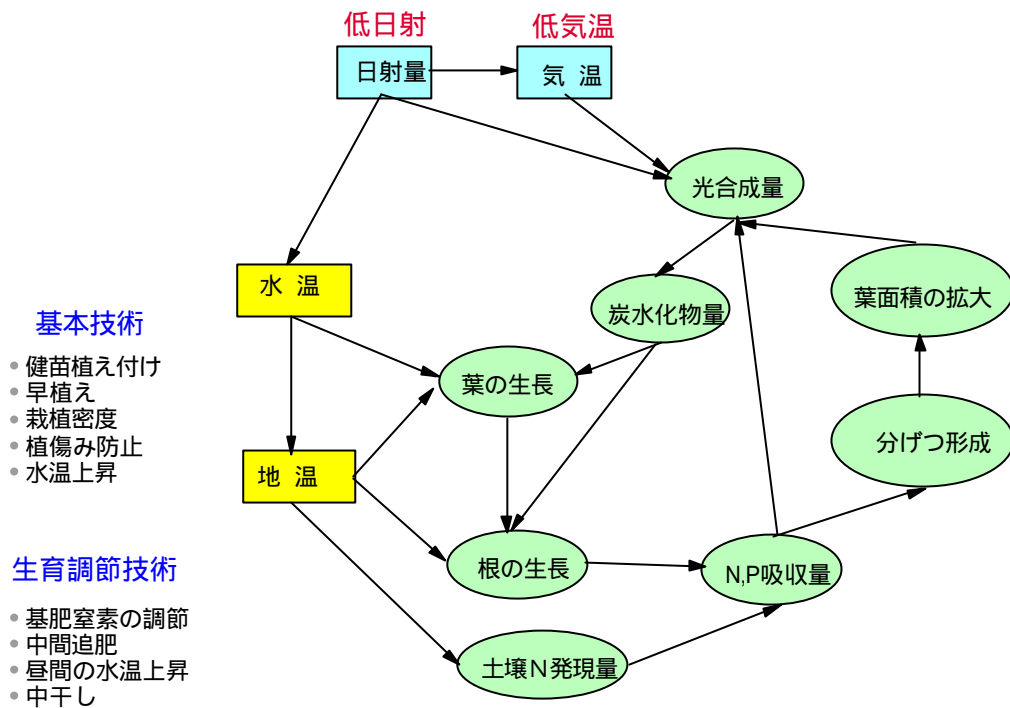 低日射
低気温
日射量
気 温
光合成量
水 温
炭水化物量
葉面積の拡大
基本技術
• 健苗植え付け
• 早植え
• 栽植密度
• 植傷み防止
• 水温上昇
葉の生長
分げつ形成
地 温
生育調節技術
• 基肥窒素の調節
• 中間追肥
• 昼間の水温上昇
• 中干し
根の生長
N,P吸収量
土壌N発現量